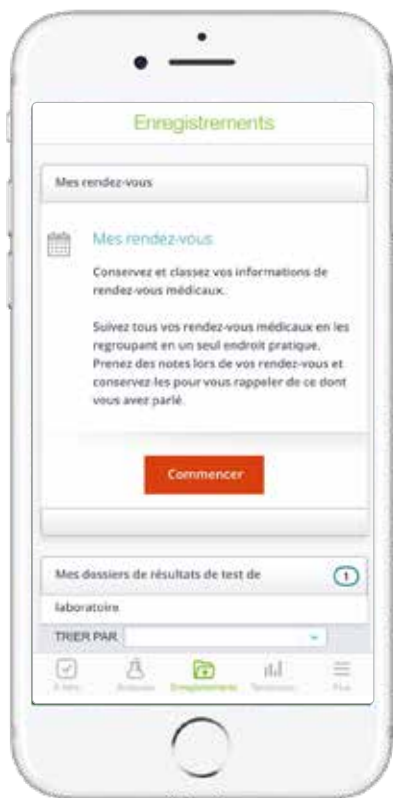 Enregistrements
Mes rendez-vous
Mes rendez-vous
Conservez et classez vos informations de
rendez-vous médicaux.
Suivez tous vos rendez-vous médicaux en les
regroupant en un seul endroit pratique.
Prenez des notes lors de vos rendez-vous et
conservez-les pour vous rappeler de ce dont
vous avez parlé.
Commencer
Mes dossiers de résultats de test de
1
laboratoire
TRIER PAR
Enregistrements
Plus